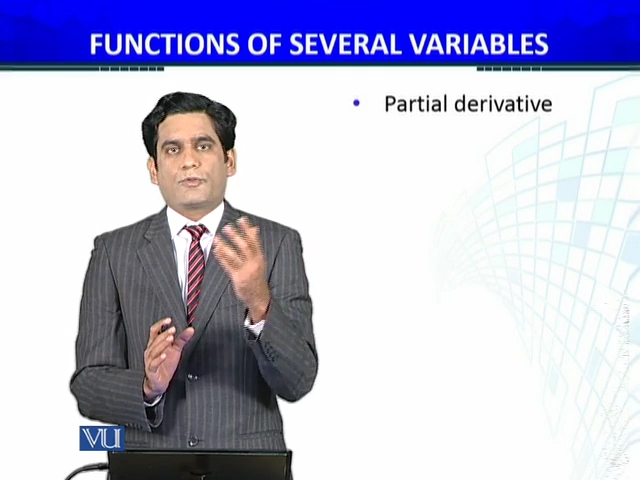 FUNCTIONS OF SEVERAL VARIABLES
• Partial derivative
VU